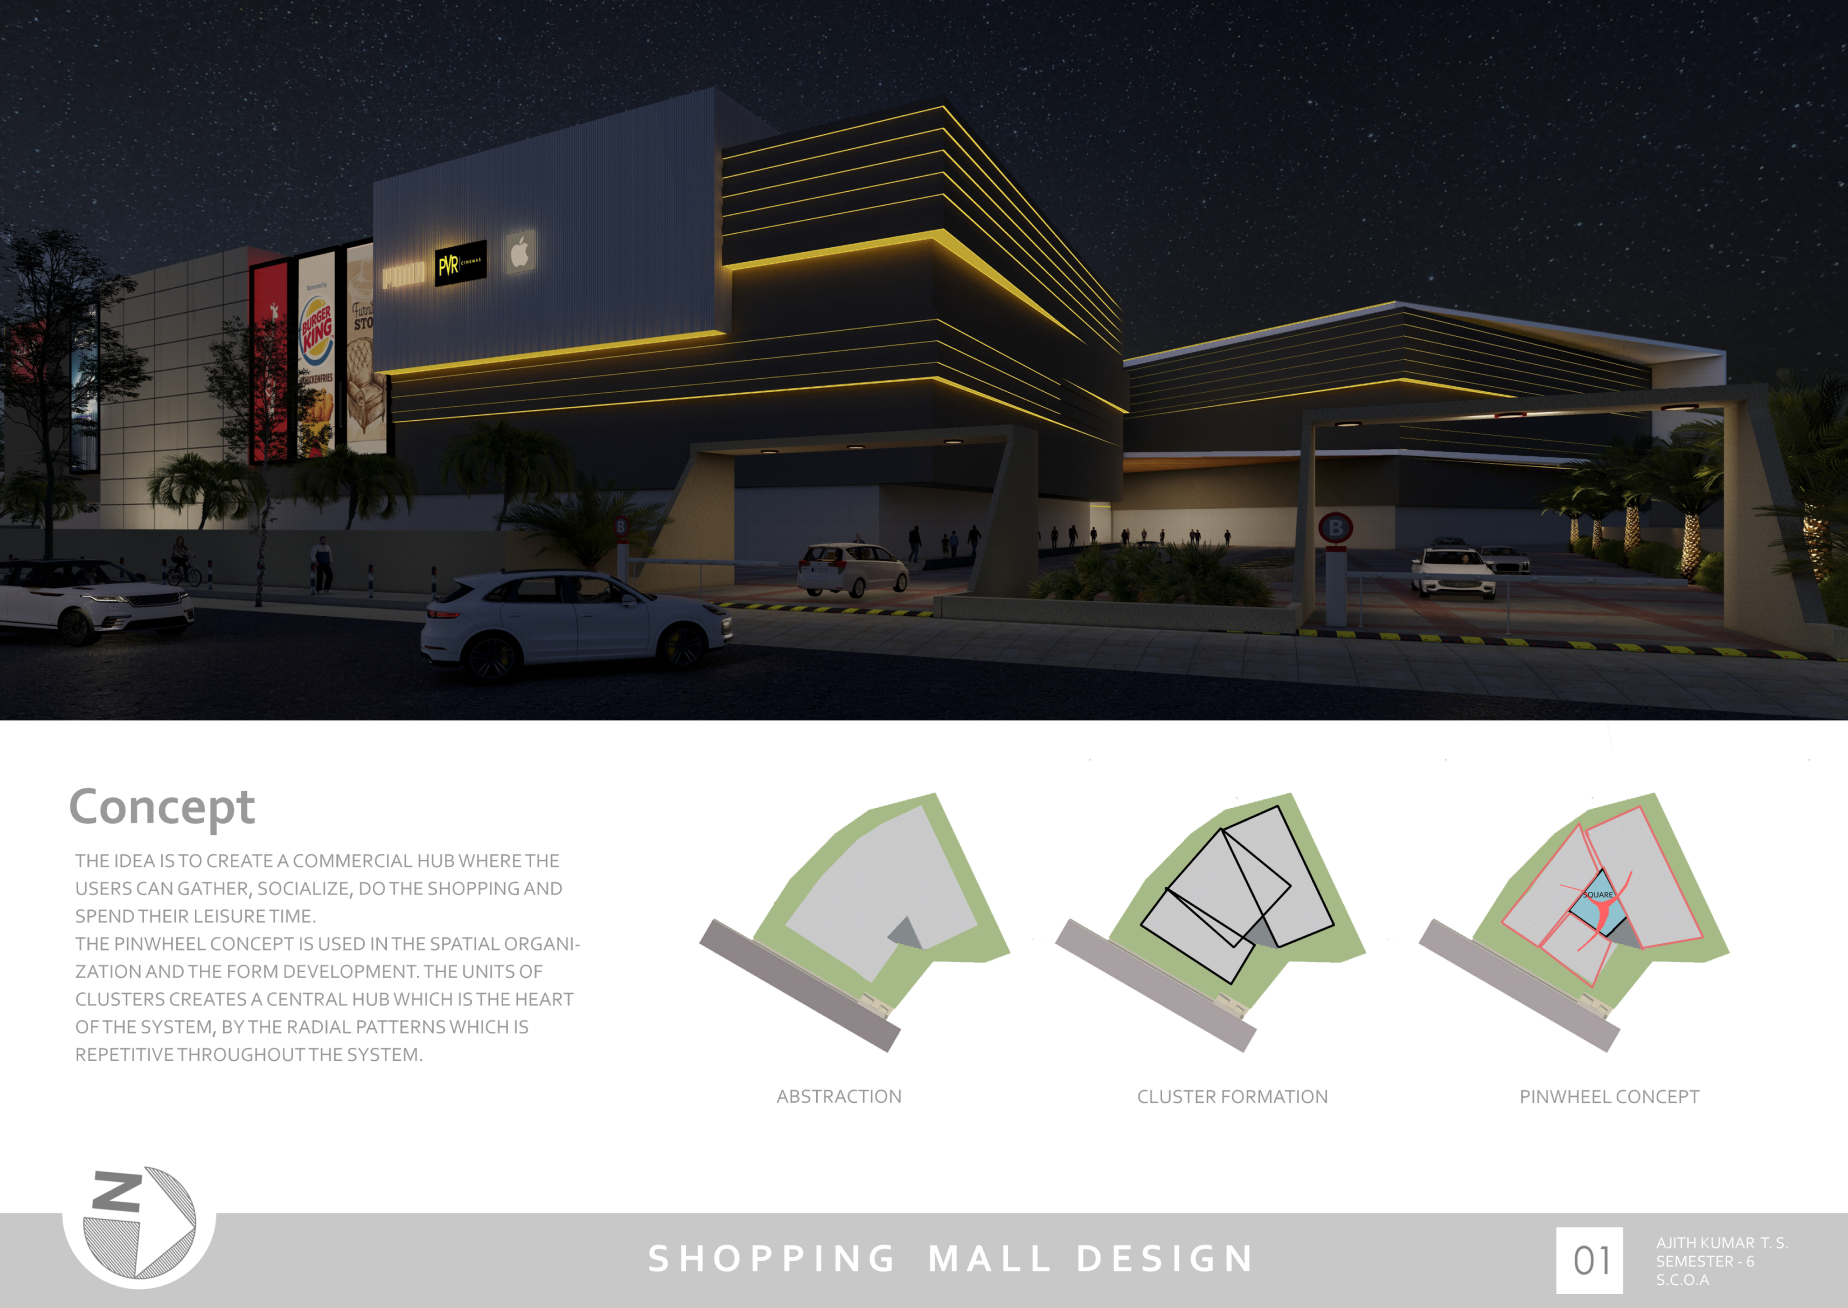 PUMA
PVR CINEMAS
Sponsored by
BURGER
KING
STO
B
B
Concept
THE IDEA IS TO CREATE A COMMERCIAL HUB WHERE THE
USERS CAN GATHER, SOCIALIZE, DO THE SHOPPING AND
SPEND THEIR LEISURE TIME.
THE PINWHEEL CONCEPT IS USED IN THE SPATIAL ORGANI-
ZATION AND THE FORM DEVELOPMENT. THE UNITS OF
CLUSTERS CREATES A CENTRAL HUB WHICH IS THE HEART
OF THE SYSTEM, BY THE RADIAL PATTERNS WHICH IS
REPETITIVE THROUGHOUT THE SYSTEM.
SQUARE
ABSTRACTION
CLUSTER FORMATION
PINWHEEL CONCEPT
N
SHOPPING MALL DESIGN
01
AJITH KUMAR T. S.
SEMESTER - 6
S.C.O.A